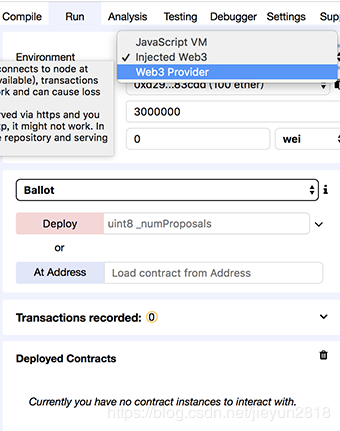 Compile Run Analysis Testing Debugger Settings Supp
Environment
JavaScript VM
✓ Injected Web3
Web3 Provider
connects to node at
vailable), transactions
ork and can cause loss
rved via https and you
tp, it might not work. In
e repository and serving
0xd29...83cdd (100 ether)
3000000
0 wei
Ballot
Deploy uint8 _numProposals
or
At Address Load contract from Address
Transactions recorded: 0
Deployed Contracts
Currently you have no contract instances to interact with.
https://blog.csdn.net/jieyun2818